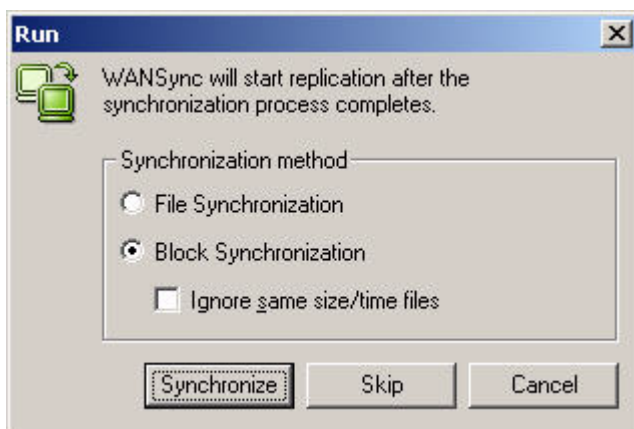 Run
WANSync will start replication after the
synchronization process completes.
Synchronization method
File Synchronization
Block Synchronization
Ignore same size/time files
Synchronize
Skip
Cancel